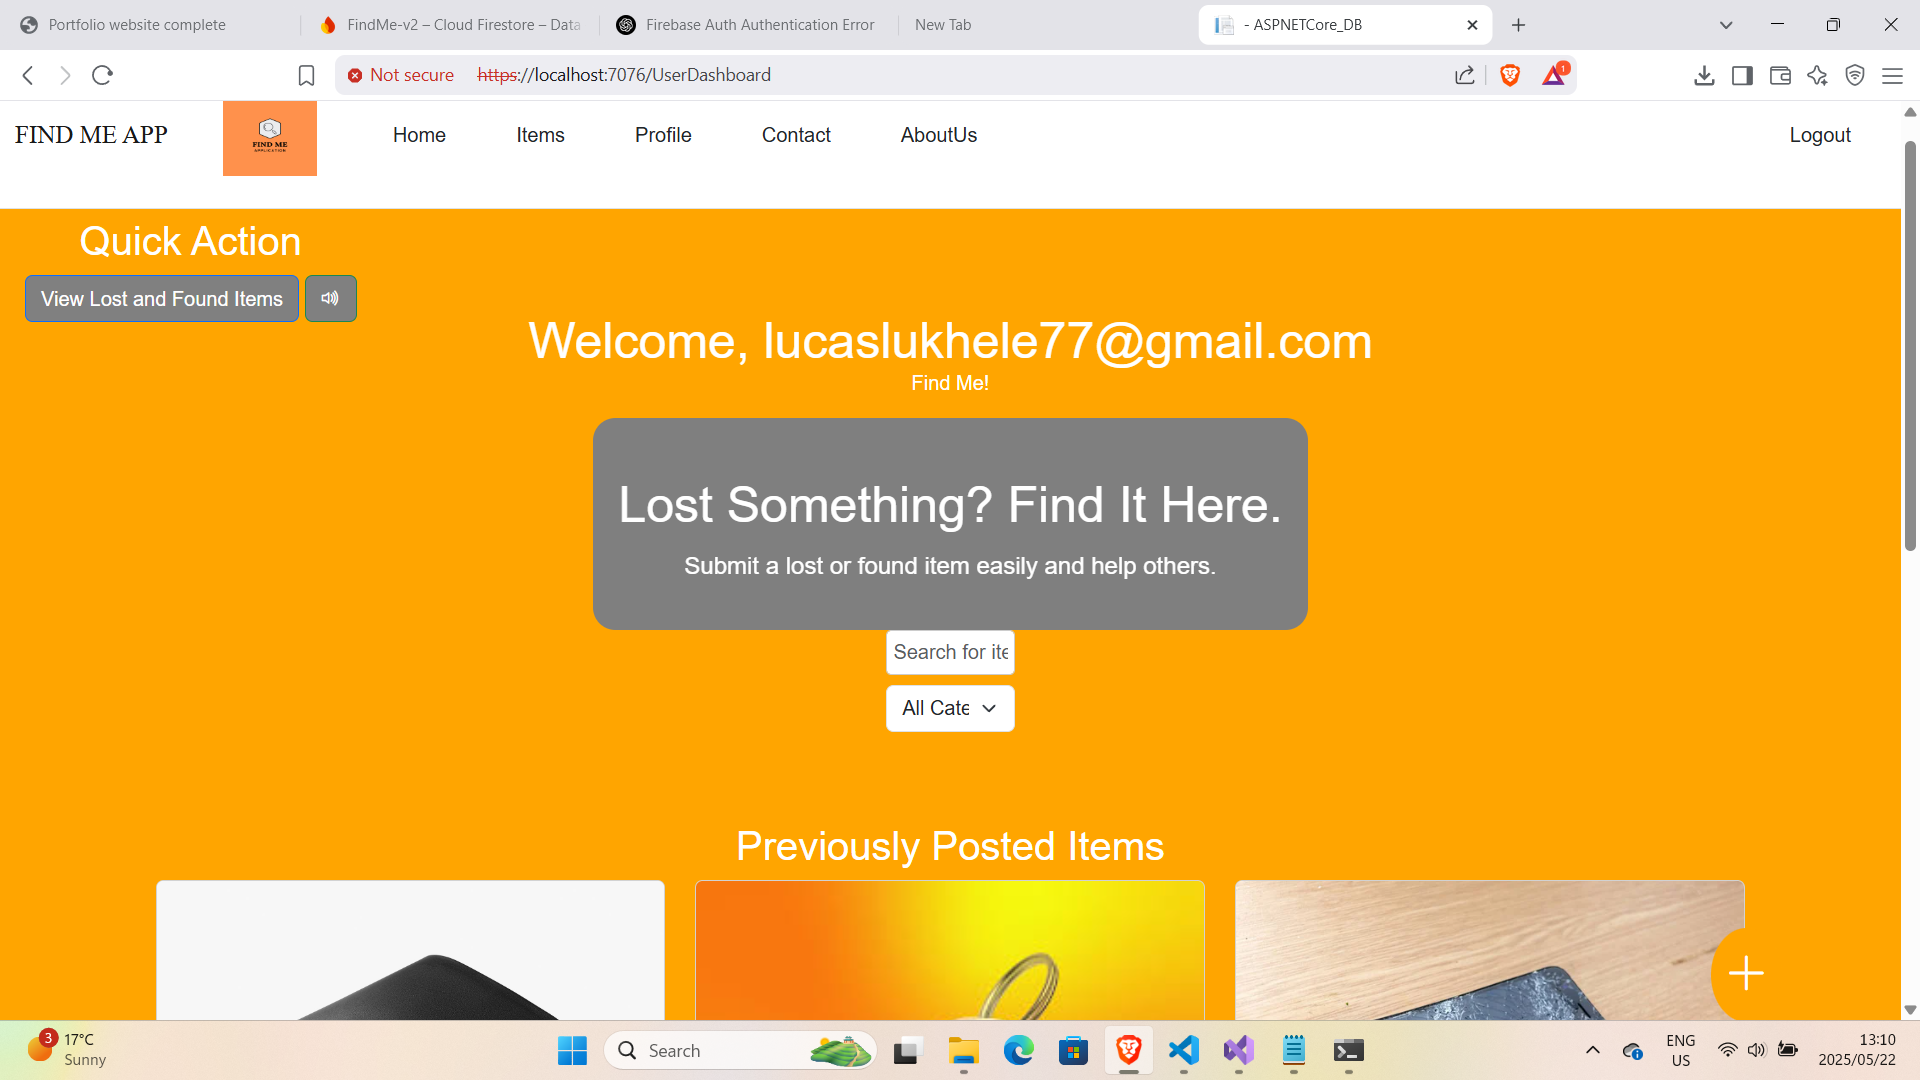 Portfolio website complete
FindMe-v2 – Cloud Firestore – Data
Firebase Auth Authentication Error
New Tab
- ASPNETCore_DB
Not secure https://localhost:7076/UserDashboard
1
FIND ME APP
FIND ME
APPLICATION
Home
Items
Profile
Contact
AboutUs
Logout
Quick Action
View Lost and Found Items
Welcome, lucaslukhele77@gmail.com
Find Me!
Lost Something? Find It Here.
Submit a lost or found item easily and help others.
Search for ite
All Cate
Previously Posted Items
3
17°C
Sunny
Search
ENG
US
13:10
2025/05/22